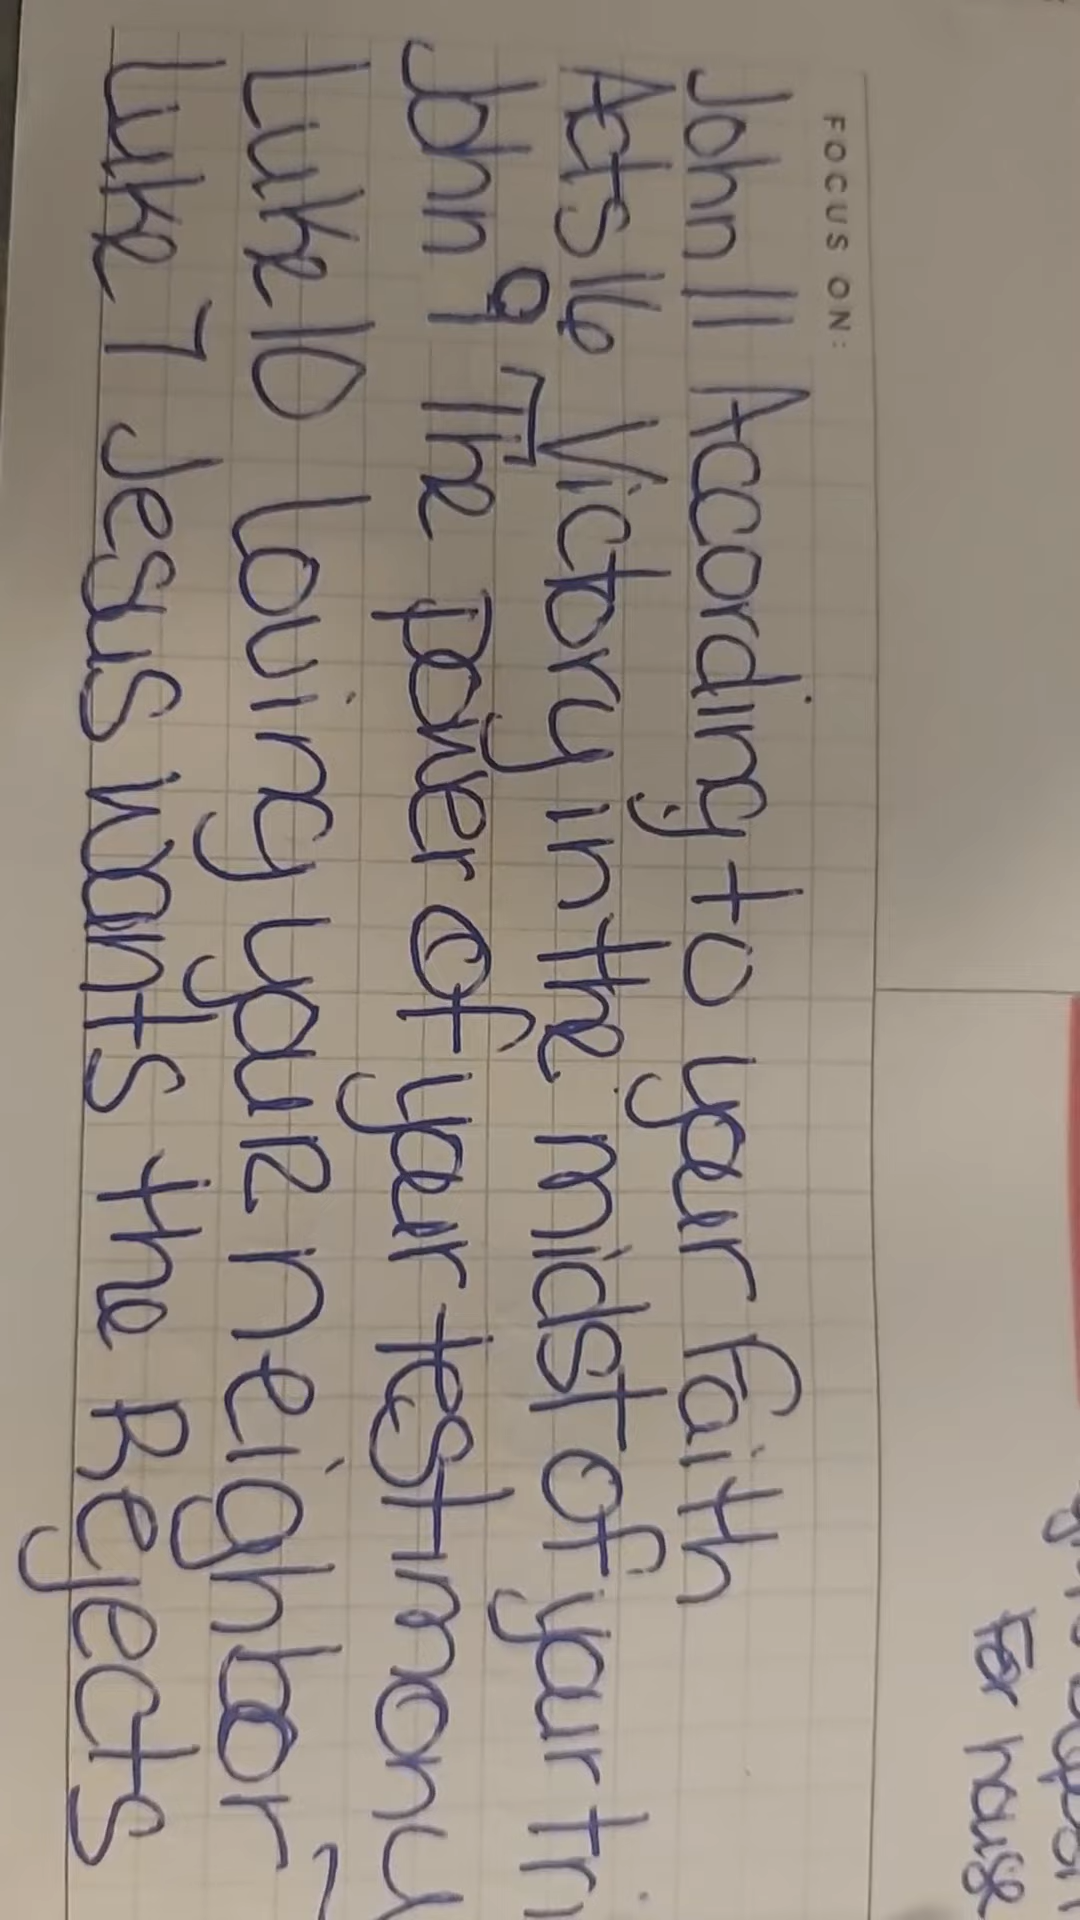 FOCUS ON:
John 11 According to your Faith
Acts 16 Victory in the midst of your tri
John 9 The power of your testimony
Luke 10 Loving your neighbor
Luke 7 Jesus wants the Rejects
For house